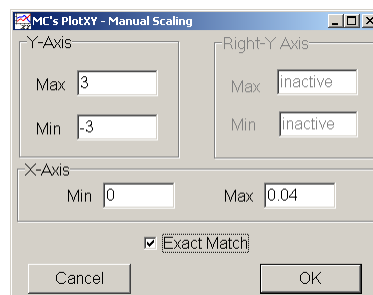 MC's PlotXY - Manual Scaling
Y-Axis
Max 3
Min -3
Right-Y Axis
Max inactive
Min inactive
X-Axis
Min 0 Max 0.04
Exact Match
Cancel OK